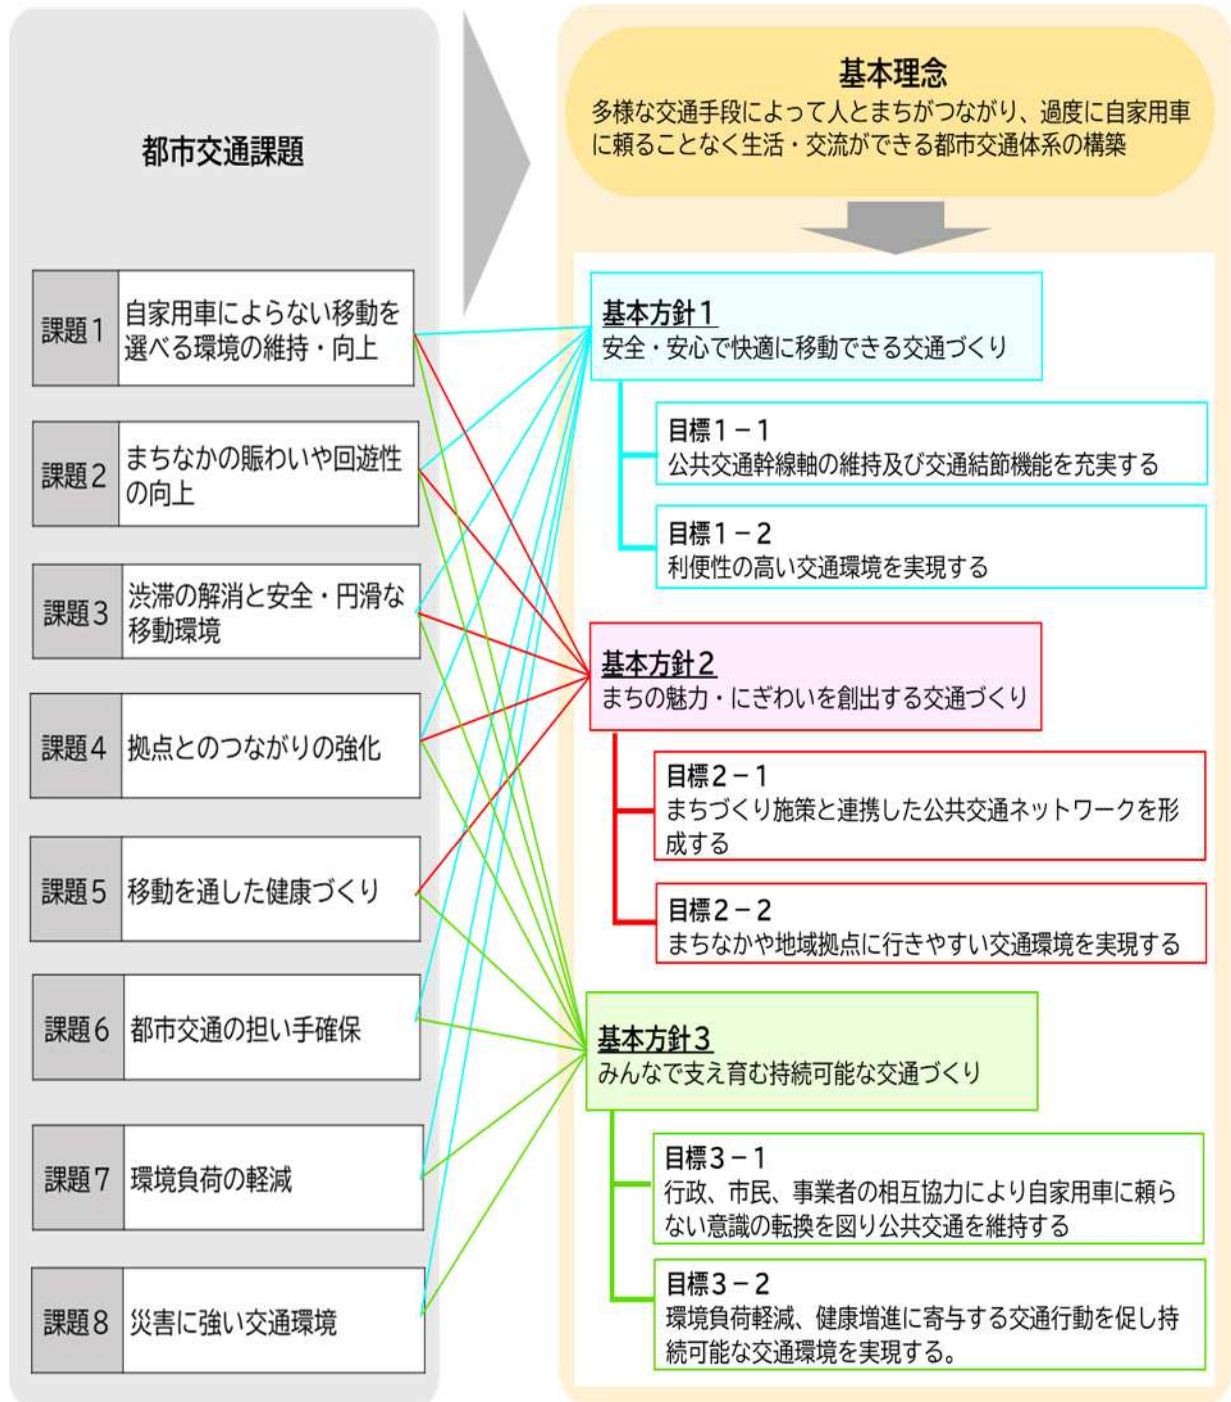 都市交通課題
課題1
自家用車によらない移動を
選べる環境の維持・向上
課題2
まちなかの賑わいや回遊性
の向上
課題3
渋滞の解消と安全・円滑な
移動環境
課題4
拠点とのつながりの強化
課題5
移動を通した健康づくり
課題6
都市交通の担い手確保
課題7
環境負荷の軽減
課題8
災害に強い交通環境
基本理念
多様な交通手段によって人とまちがつながり、過度に自家用車
に頼ることなく生活・交流ができる都市交通体系の構築
基本方針1
安全・安心で快適に移動できる交通づくり
目標1-1
公共交通幹線軸の維持及び交通結節機能を充実する
目標1-2
利便性の高い交通環境を実現する
基本方針2
まちの魅力・にぎわいを創出する交通づくり
目標2-1
まちづくり施策と連携した公共交通ネットワークを形
成する
目標2-2
まちなかや地域拠点に行きやすい交通環境を実現する
基本方針3
みんなで支え育む持続可能な交通づくり
目標3-1
行政、市民、事業者の相互協力により自家用車に頼ら
ない意識の転換を図り公共交通を維持する
目標3-2
環境負荷軽減、健康増進に寄与する交通行動を促し持
続可能な交通環境を実現する。